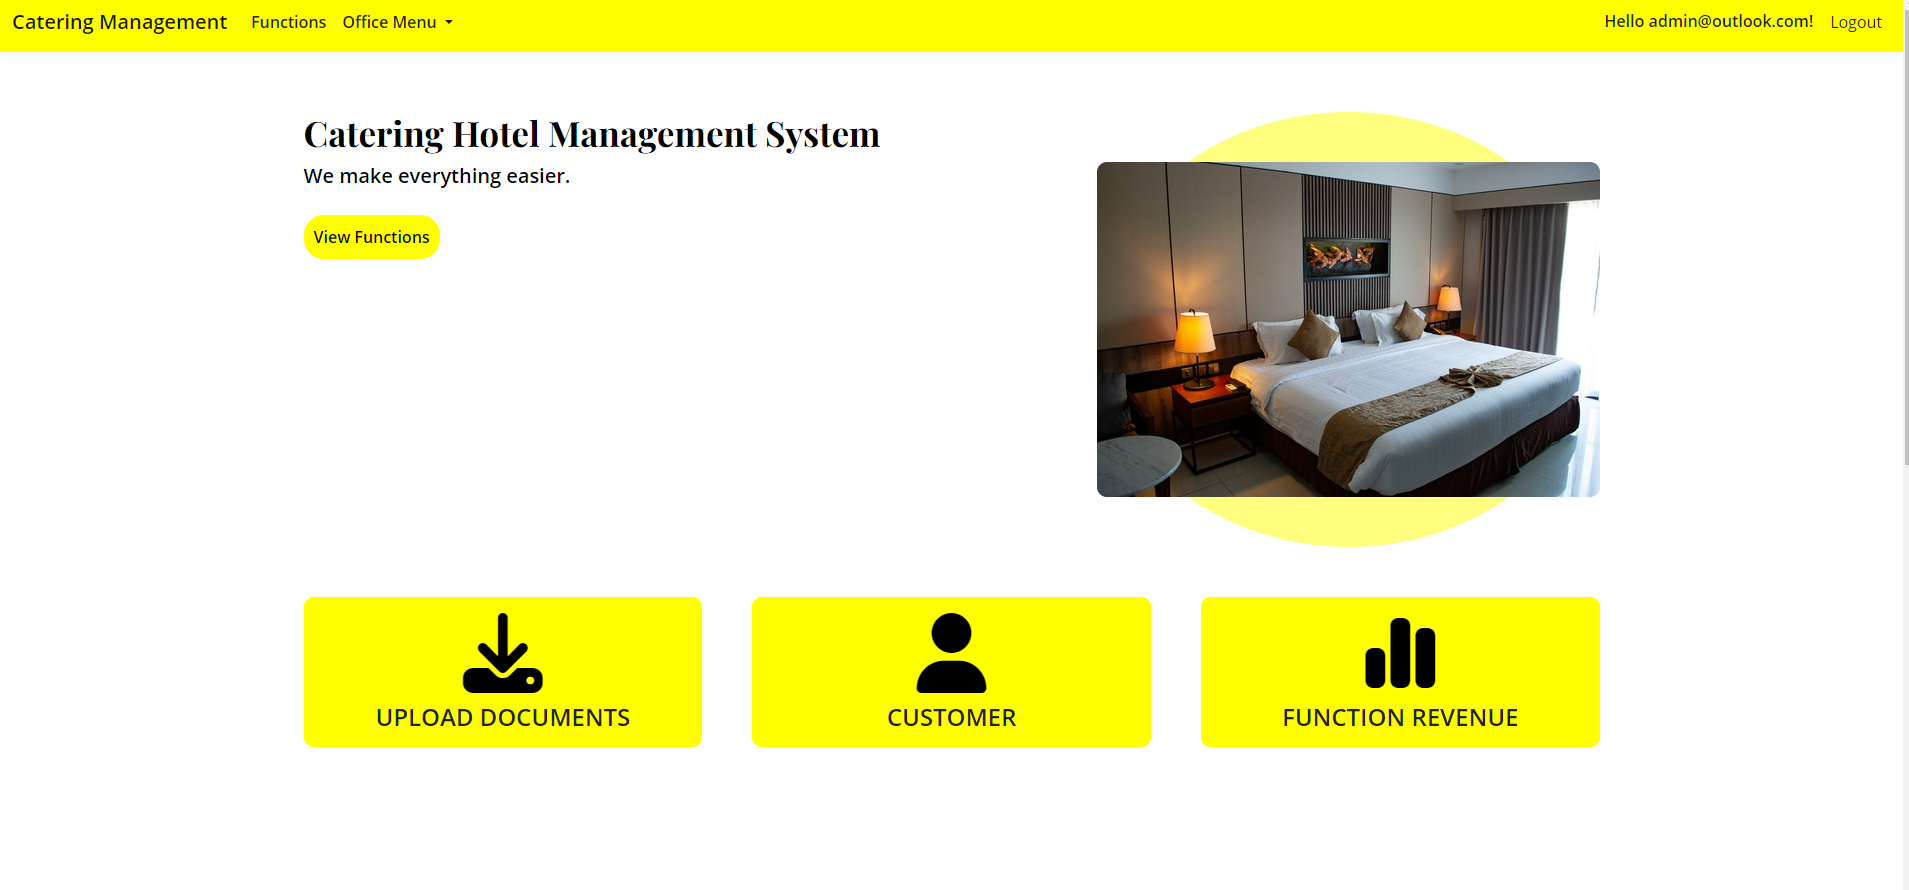 Catering Management Functions Office Menu Hello admin@outlook.com! Logout
Catering Hotel Management System
We make everything easier.
View Functions
UPLOAD DOCUMENTS
CUSTOMER
FUNCTION REVENUE